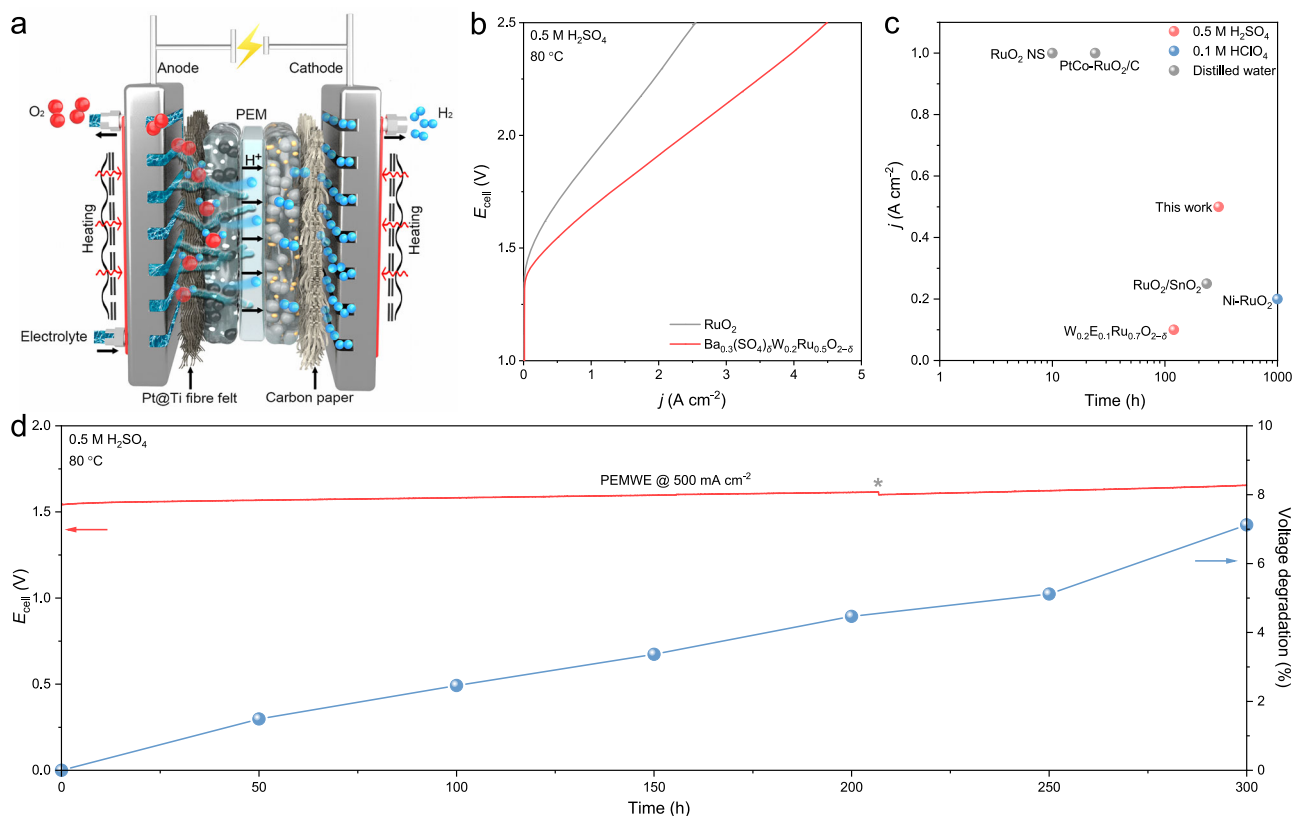 a
Anode
Cathode
O₂
PEM
H₂
H⁺
Heating
Heating
Electrolyte
Pt@Ti fibre felt
Carbon paper
b
0.5 M H₂SO₄
80 °C
2.5
2.0
1.5
1.0
E_cell (V)
RuO₂
Ba₀.₃(SO₄)_δW₀.₂Ru₀.₅O₂₋δ
0 1 2 3 4 5
j (A cm⁻²)
c
0.5 M H₂SO₄
0.1 M HClO₄
Distilled water
RuO₂ NS
PtCo-RuO₂/C
This work
RuO₂/SnO₂
Ni-RuO₂
W₀.₂E₀.₁Ru₀.₇O₂₋δ
1.0
0.8
0.6
0.4
0.2
0.0
j (A cm⁻²)
1 10 100 1000
Time (h)
d
0.5 M H₂SO₄
80 °C
PEMWE @ 500 mA cm⁻²
*
2.0
1.5
1.0
0.5
0.0
E_cell (V)
10
8
6
4
2
0
Voltage degradation (%)
0 50 100 150 200 250 300
Time (h)